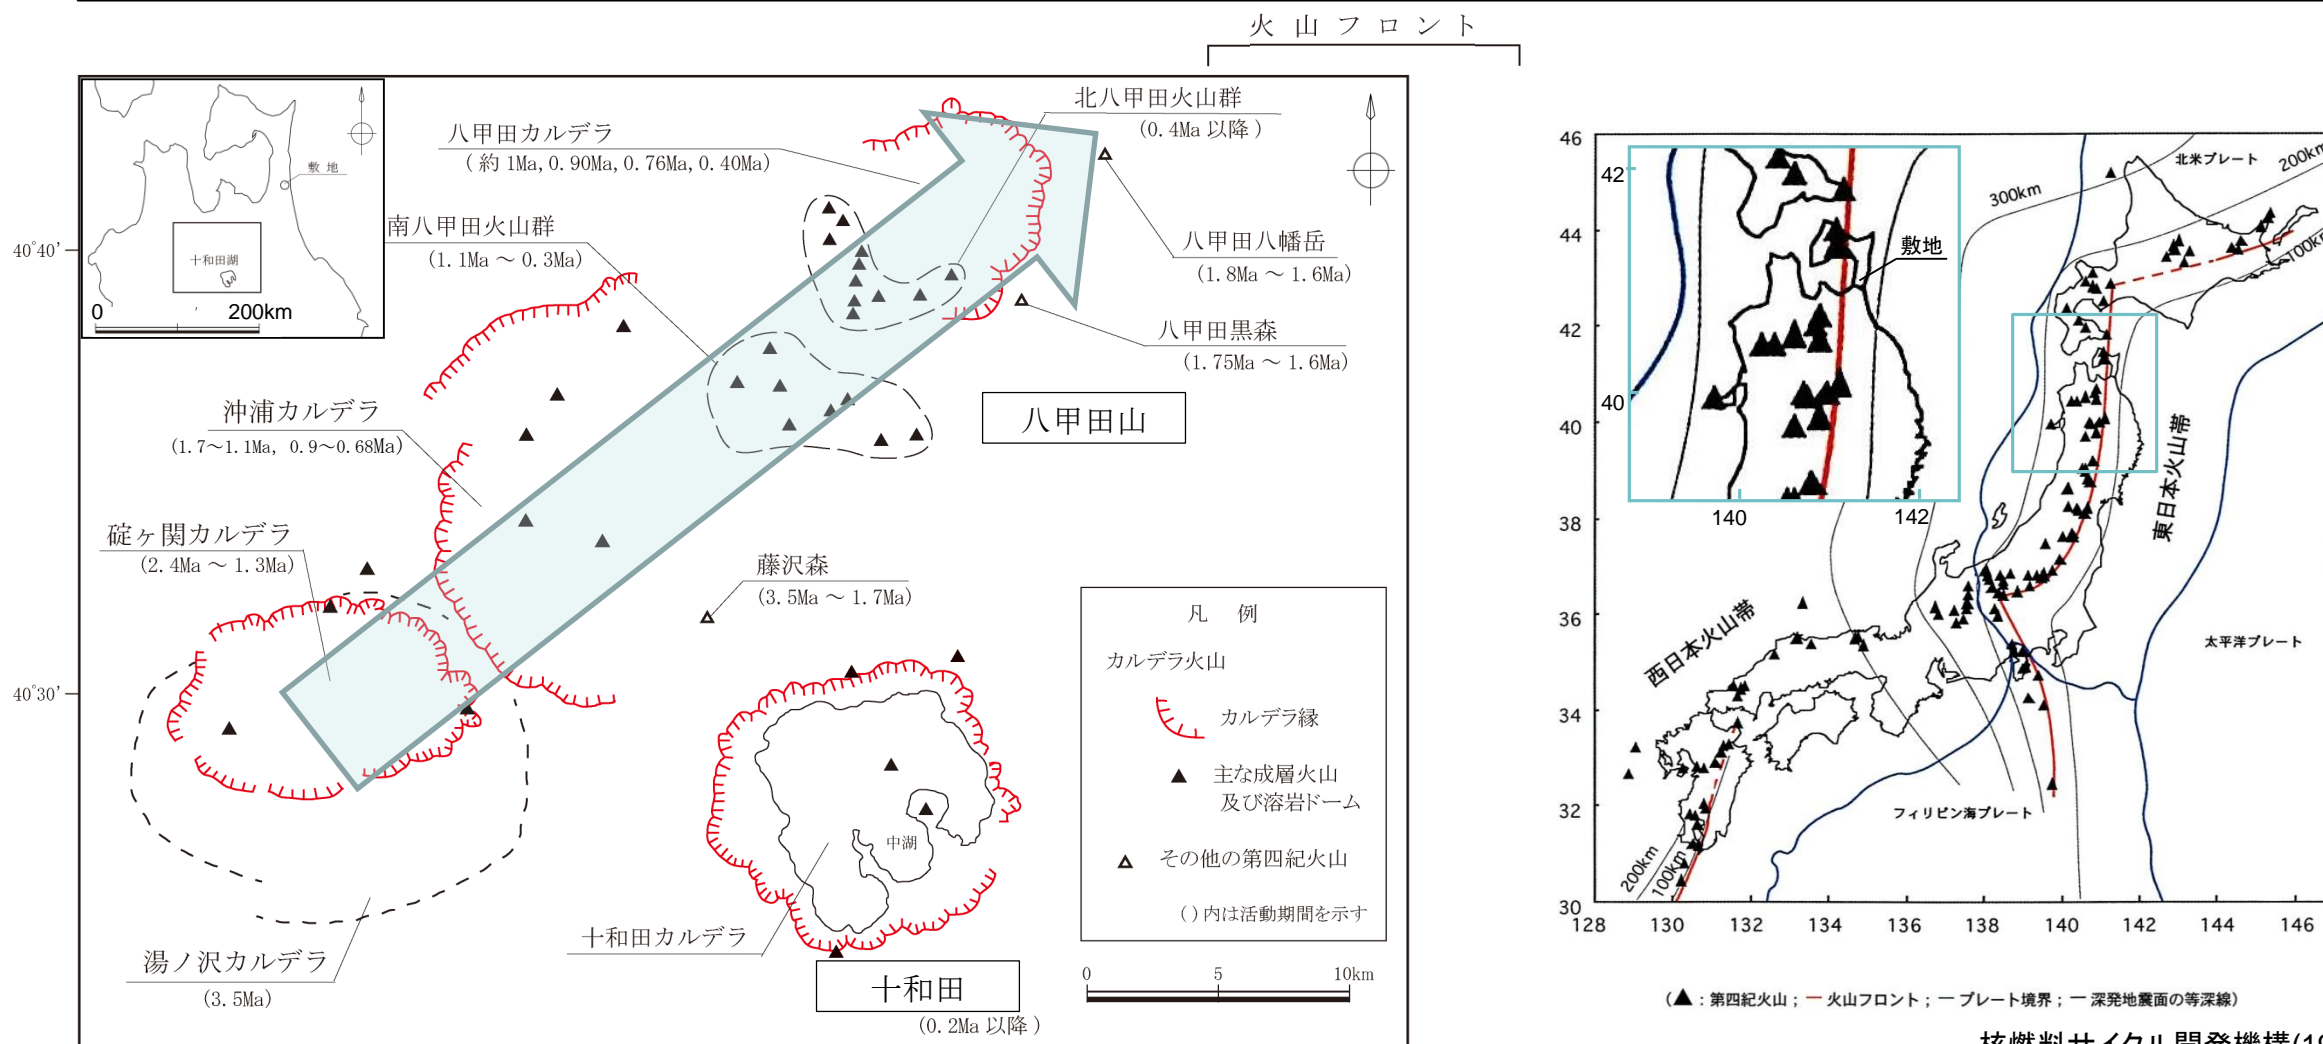 火山フロント
敷 地
十和田湖
0
200km
40°40’
40°30’
八甲田カルデラ
( 約 1Ma, 0.90Ma, 0.76Ma, 0.40Ma)
北八甲田火山群
(0.4Ma 以降 )
南八甲田火山群
(1.1Ma ～ 0.3Ma)
八甲田八幡岳
(1.8Ma ～ 1.6Ma)
八甲田黒森
(1.75Ma ～ 1.6Ma)
沖浦カルデラ
(1.7～1.1Ma, 0.9～0.68Ma)
八甲田山
碇ヶ関カルデラ
(2.4Ma ～ 1.3Ma)
藤沢森
(3.5Ma ～ 1.7Ma)
凡 例
カルデラ火山
カルデラ縁
主な成層火山
及び溶岩ドーム
その他の第四紀火山
( ) 内は活動期間を示す
中湖
十和田カルデラ
十和田
(0.2Ma 以降 )
湯ノ沢カルデラ
(3.5Ma)
0
5
10km
46
44
42
40
38
36
34
32
30
128
130
132
134
136
138
140
142
144
146
42
40
140
142
敷地
北米プレート
300km
200km
100km
東日本火山帯
西日本火山帯
太平洋プレート
フィリピン海プレート
200km
100km
(▲：第四紀火山；ー 火山フロント；ー プレート境界；ー 深発地震面の等深線)